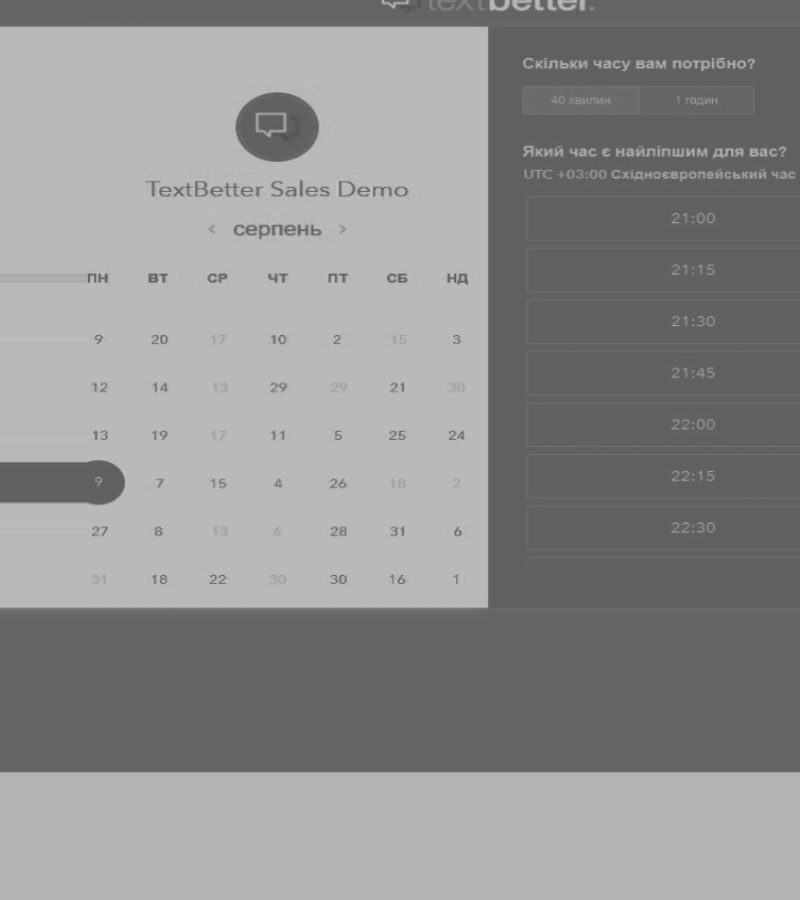 textbetter.
TextBetter Sales Demo
‹ серпень ›
ПН ВТ СР ЧТ ПТ СБ НД
9 20 17 10 2 15 3
12 14 13 29 29 21 30
13 19 17 11 5 25 24
9 7 15 4 26 18 2
27 8 13 6 28 31 6
31 18 22 30 30 16 1
Скільки часу вам потрібно?
40 хвилин 1 годин
Який час є найліпшим для вас?
UTC +03:00 Східноєвропейський час
21:00
21:15
21:30
21:45
22:00
22:15
22:30